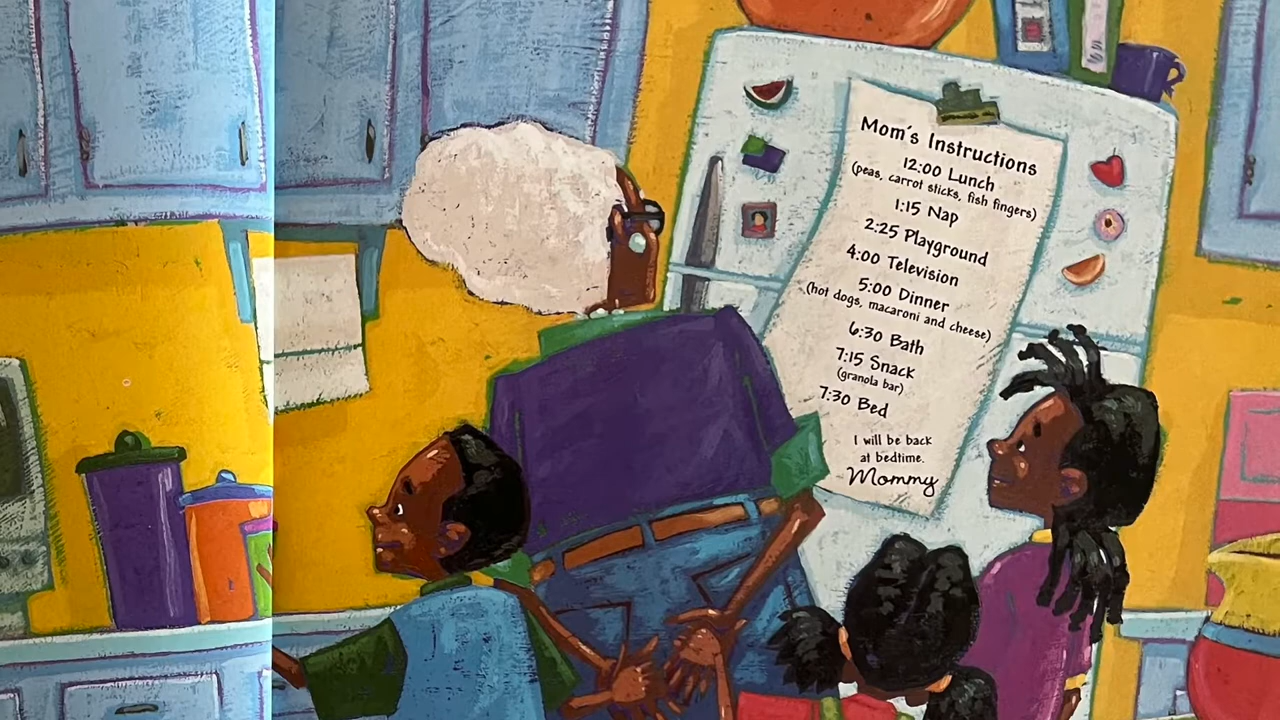 Mom's Instructions
12:00 Lunch
(peas, carrot sticks, fish fingers)
1:15 Nap
2:25 Playground
4:00 Television
5:00 Dinner
(hot dogs, macaroni and cheese)
6:30 Bath
7:15 Snack
(granola bar)
7:30 Bed
I will be back
at bedtime.
Mommy